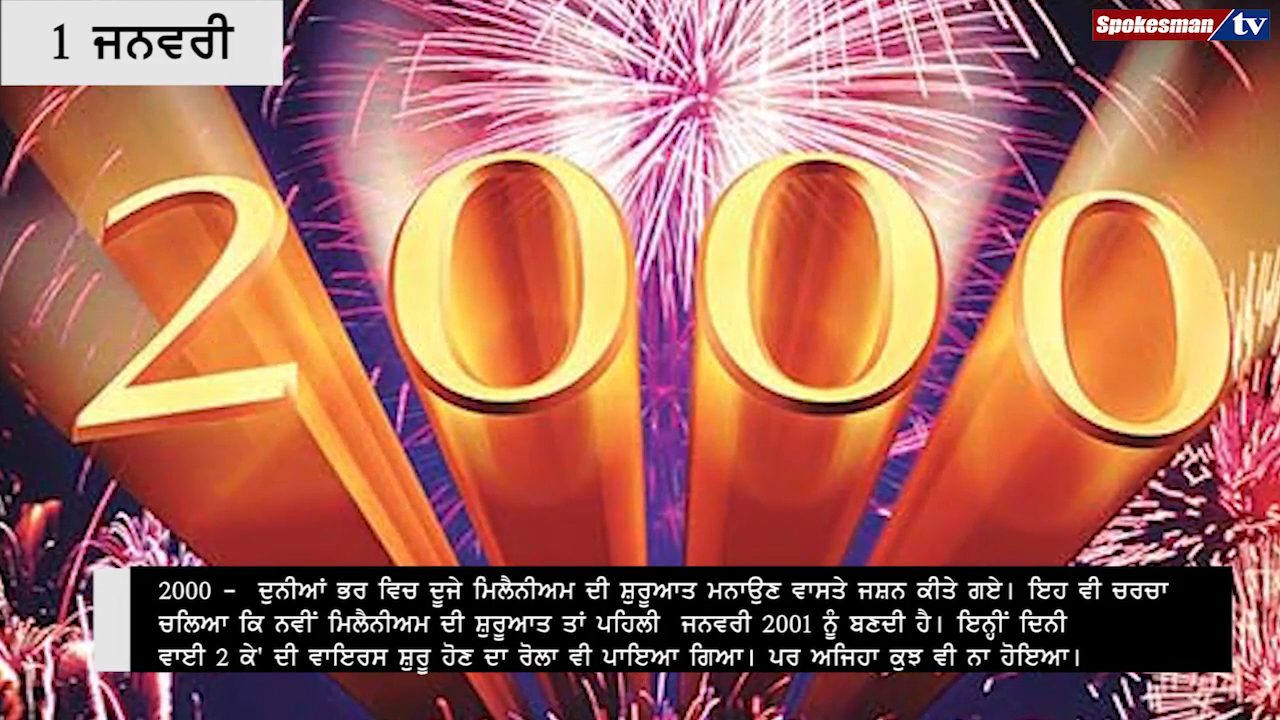 1 ਜਨਵਰੀ
Spokesman tv
2000
2000 - ਦੁਨੀਆਂ ਭਰ ਵਿਚ ਦੂਜੇ ਮਿਲੈਨੀਅਮ ਦੀ ਸ਼ੁਰੂਆਤ ਮਨਾਉਣ ਵਾਸਤੇ ਜਸ਼ਨ ਕੀਤੇ ਗਏ। ਇਹ ਵੀ ਚਰਚਾ
ਚਲਿਆ ਕਿ ਨਵੀਂ ਮਿਲੈਨੀਅਮ ਦੀ ਸ਼ੁਰੂਆਤ ਤਾਂ ਪਹਿਲੀ ਜਨਵਰੀ 2001 ਨੂੰ ਬਣਦੀ ਹੈ। ਇਨ੍ਹੀਂ ਦਿਨੀ
ਵਾਈ 2 ਕੇ' ਦੀ ਵਾਇਰਸ ਸ਼ੁਰੂ ਹੋਣ ਦਾ ਰੋਲਾ ਵੀ ਪਾਇਆ ਗਿਆ। ਪਰ ਅਜਿਹਾ ਕੁਝ ਵੀ ਨਾ ਹੋਇਆ।